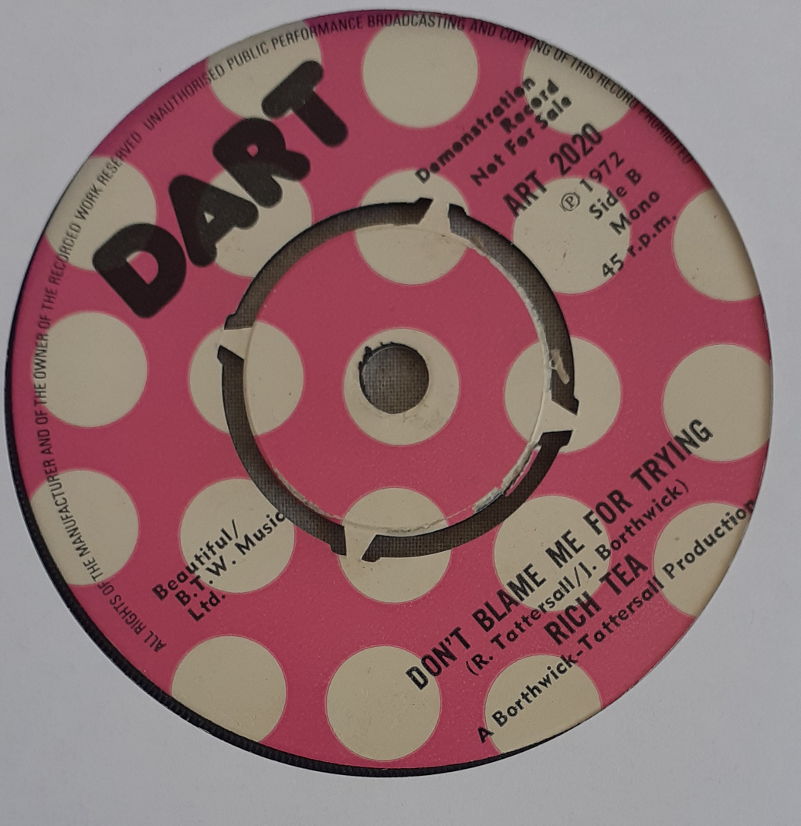 ALL RIGHTS OF THE MANUFACTURER AND OF THE OWNER OF THE RECORDED WORK RESERVED UNAUTHORISED PUBLIC PERFORMANCE BROADCASTING AND COPYING OF THIS RECORD PROHIBITED
DART
Demonstration
Record
Not For Sale
ART 2020
℗ 1972
Side B
Mono
45 r.p.m.
Beautiful/
B.T.W. Music
Ltd.
DON'T BLAME ME FOR TRYING
(R. Tattersall/J. Borthwick)
RICH TEA
A Borthwick-Tattersall Production